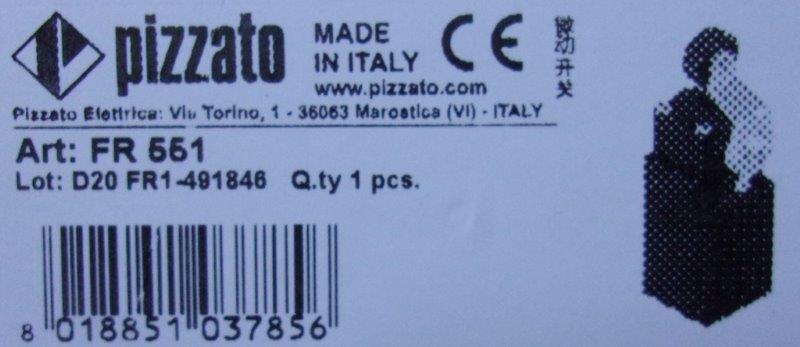 pizzato
MADE
IN ITALY
www.pizzato.com
CE
微动开关
Pizzato Elettrica: Via Torino, 1 - 36063 Marostica (VI) - ITALY
Art: FR 551
Lot: D20 FR1-491846 Q.ty 1 pcs.
8 018851 037856